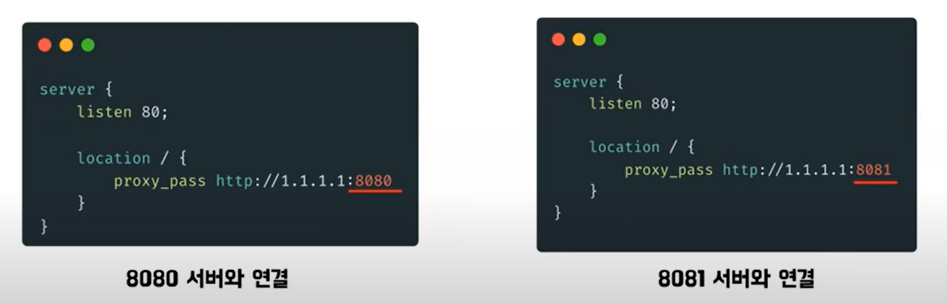 server {
    listen 80;

    location / {
        proxy_pass http://1.1.1.1:8080
    }
}
8080 서버와 연결
server {
    listen 80;

    location / {
        proxy_pass http://1.1.1.1:8081
    }
}
8081 서버와 연결